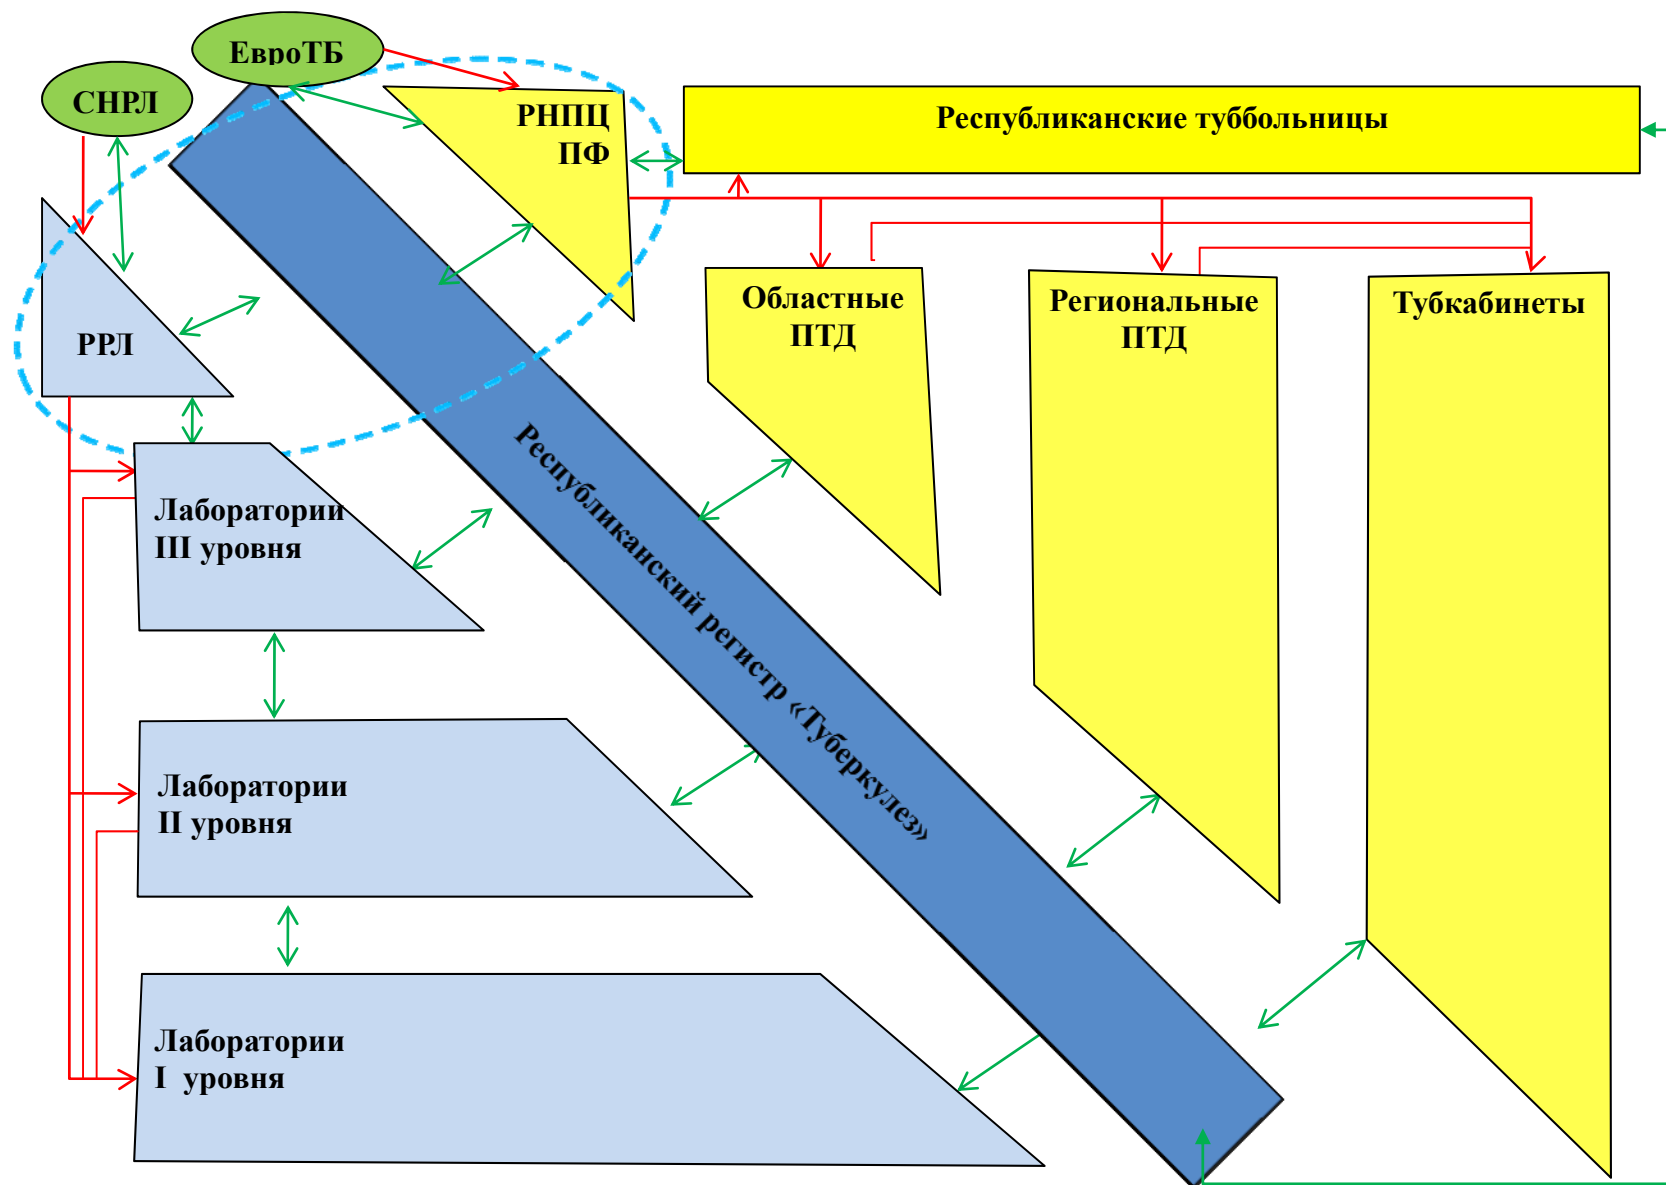 ЕвроТБ
СНРЛ
РНПЦ
ПФ
Республиканские туббольницы
РРЛ
Областные
ПТД
Региональные
ПТД
Тубкабинеты
Республиканский регистр «Туберкулез»
Лаборатории
III уровня
Лаборатории
II уровня
Лаборатории
I уровня